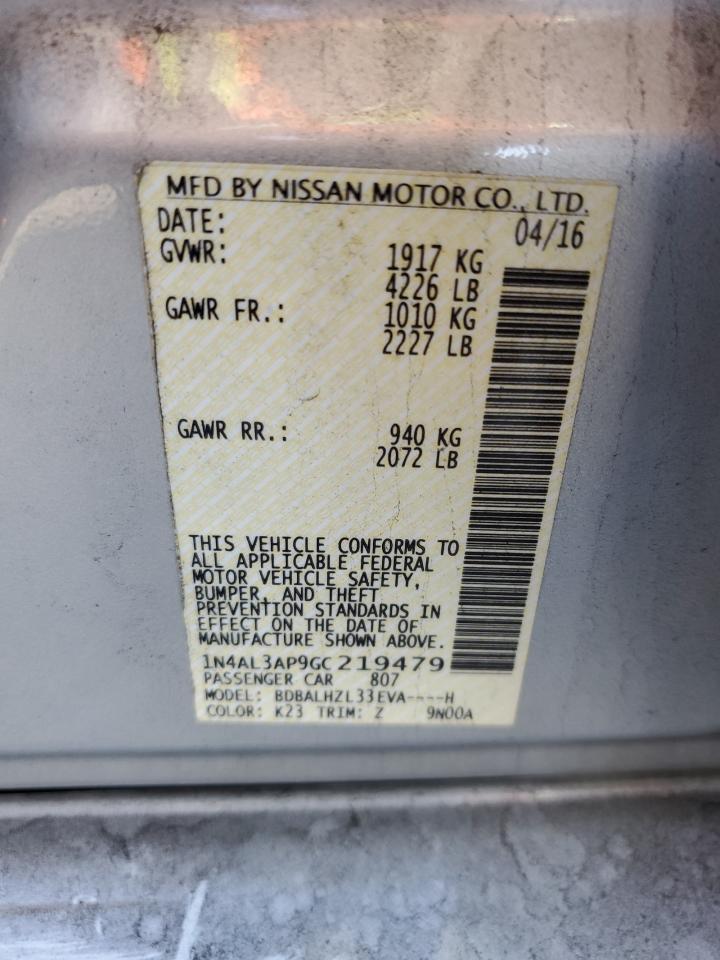 MFD BY NISSAN MOTOR CO., LTD.
DATE: 04/16
GVWR: 1917 KG
4226 LB
GAWR FR.: 1010 KG
2227 LB
GAWR RR.: 940 KG
2072 LB
THIS VEHICLE CONFORMS TO
ALL APPLICABLE FEDERAL
MOTOR VEHICLE SAFETY,
BUMPER, AND THEFT
PREVENTION STANDARDS IN
EFFECT ON THE DATE OF
MANUFACTURE SHOWN ABOVE.
1N4AL3AP9GC219479
PASSENGER CAR 807
MODEL: BDBALHZL33EVA----H
COLOR: K23 TRIM: Z 9N00A